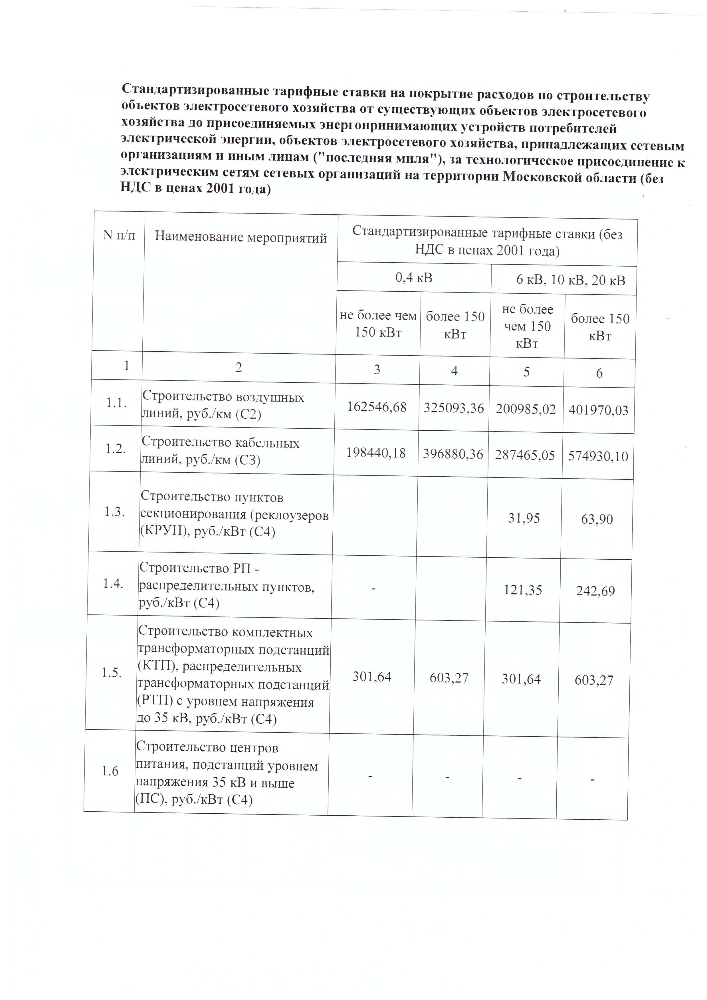 Стандартизированные тарифные ставки на покрытие расходов по строительству
объектов электросетевого хозяйства от существующих объектов электросетевого
хозяйства до присоединяемых энергонринимающих устройств потребителей
электрической энергии, объектов электросетевого хозяйства, принадлежащих сетевым
организациям и иным лицам ("последняя миля"), за технологическое присоединение к
электрическим сетям сетевых организаций на территории Московской области (без
НДС в ценах 2001 года)
N п/п
Наименование мероприятий
Стандартизированные тарифные ставки (без
НДС в ценах 2001 года)
0,4 кВ
6 кВ, 10 кВ, 20 кВ
не более чем
150 кВт
более 150
кВт
не более
чем 150
кВт
более 150
кВт
1
2
3
4
5
6
1.1.
Строительство воздушных
линий, руб./км (С2)
162546,68
325093,36
200985,02
401970,03
1.2.
Строительство кабельных
линий, руб./км (СЗ)
198440,18
396880,36
287465,05
574930,10
1.3.
Строительство пунктов
секционирования (реклоузеров
(КРУН), руб./кВт (С4)
31,95
63,90
1.4.
Строительство РП -
распределительных пунктов,
руб./кВт (С4)
-
121,35
242,69
1.5.
Строительство комплектных
трансформаторных подстанций
(КТП), распределительных
трансформаторных подстанций
(РТП) с уровнем напряжения
до 35 кВ, руб./кВт (С4)
301,64
603,27
301,64
603,27
1.6
Строительство центров
питания, подстанций уровнем
напряжения 35 кВ и выше
(ПС), руб./кВт (С4)
-
-
-
-